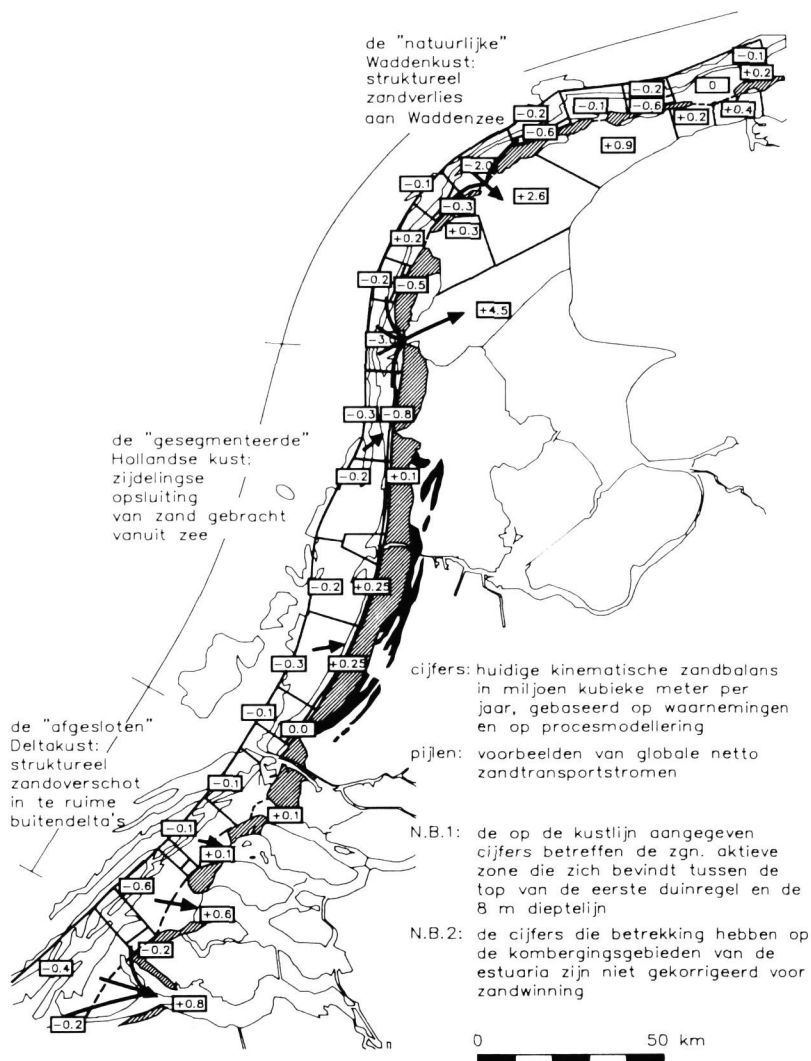 de "natuurlijke"
Waddenkust:
struktureel
zandverlies
aan Waddenzee
-0.1
+0.2
0
-0.2
-0.6
-0.1
+0.2
+0.4
-0.2
-0.6
+0.9
-2.0
-0.1
+2.6
-0.3
+0.3
+0.2
-0.2
-0.5
+4.5
-0.3
-0.8
de "gesegmenteerde"
Hollandse kust:
zijdelingse
opsluiting
van zand gebracht
vanuit zee
-0.2
+0.1
-0.2
+0.25
-0.3
+0.25
-0.1
0.0
de "afgesloten"
Deltakust:
struktureel
zandoverschot
in te ruime
buitendelta's
-0.1
+0.1
-0.1
+0.1
-0.6
+0.6
-0.2
-0.4
+0.8
-0.2
cijfers: huidige kinematische zandbalans
in miljoen kubieke meter per
jaar, gebaseerd op waarnemingen
en op procesmodellering
pijlen: voorbeelden van globale netto
zandtransportstromen
N.B.1: de op de kustlijn aangegeven
cijfers betreffen de zgn. aktieve
zone die zich bevindt tussen de
top van de eerste duinregel en de
8 m dieptelijn
N.B.2: de cijfers die betrekking hebben op
de kombergingsgebieden van de
estuaria zijn niet gekorrigeerd voor
zandwinning
0 50 km